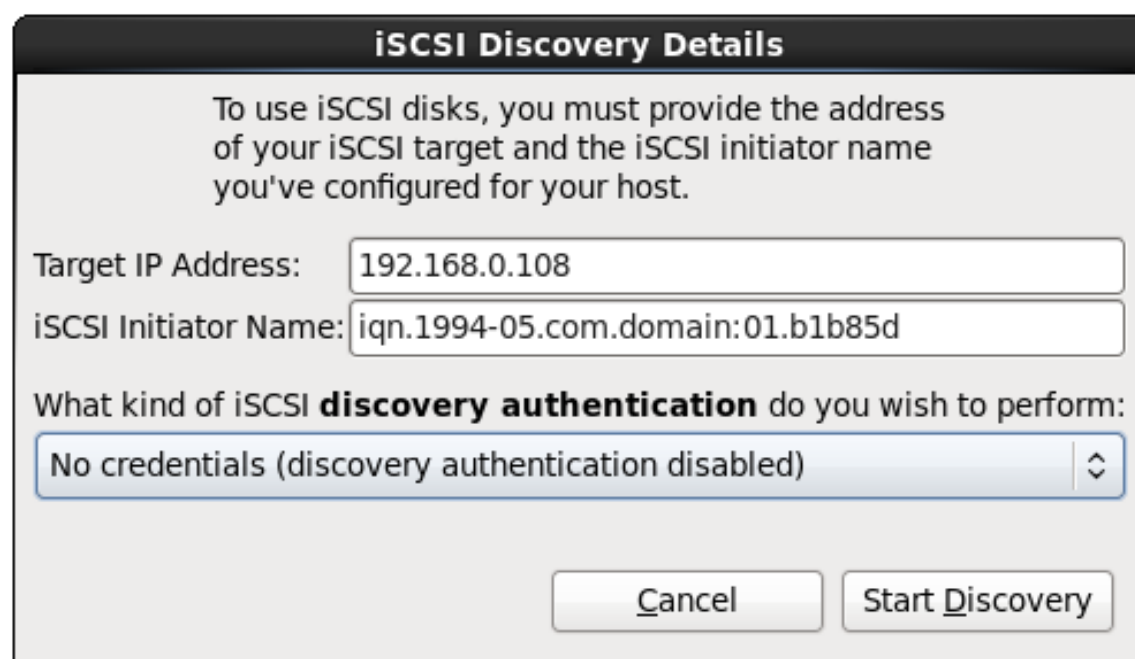 iSCSI Discovery Details
To use iSCSI disks, you must provide the address
of your iSCSI target and the iSCSI initiator name
you've configured for your host.
Target IP Address: 192.168.0.108
iSCSI Initiator Name: iqn.1994-05.com.domain:01.b1b85d
What kind of iSCSI discovery authentication do you wish to perform:
No credentials (discovery authentication disabled)
Cancel Start Discovery